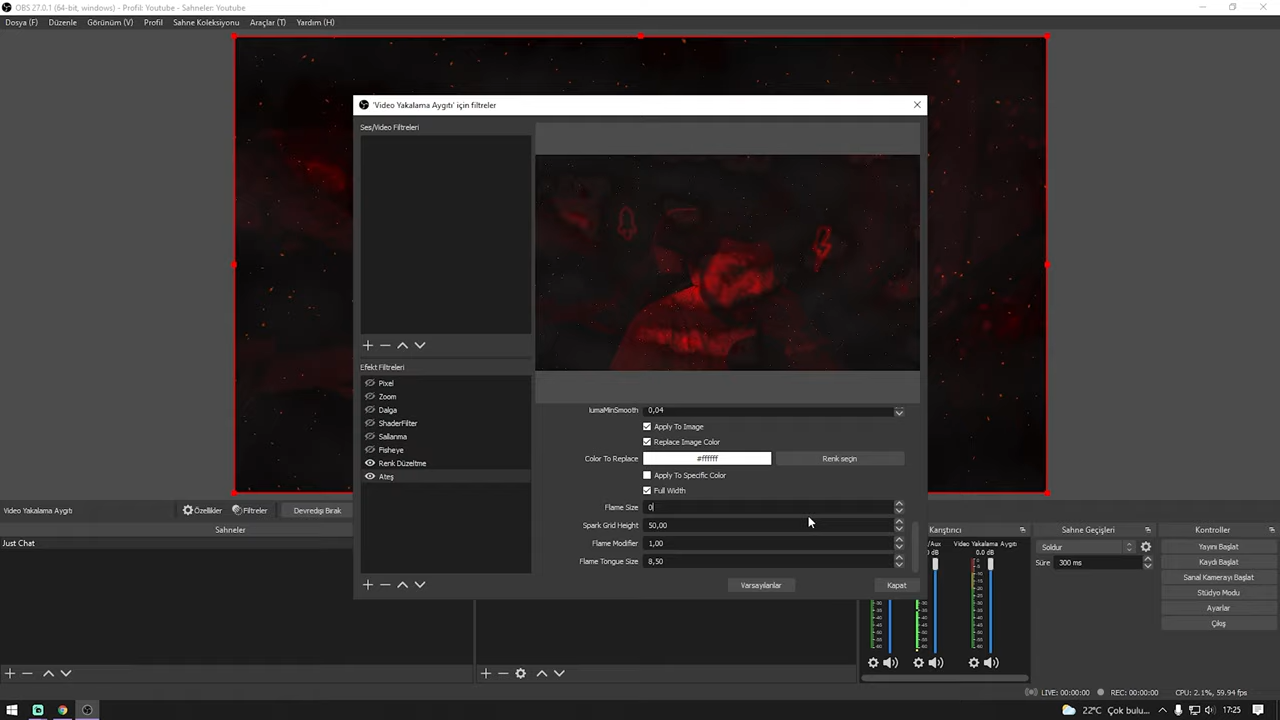 OBS 27.0.1 (64-bit, windows) - Profil: Youtube - Sahneler: Youtube
Dosya (F) Düzenle Görünüm (V) Profil Sahne Koleksiyonu Araçlar (T) Yardım (H)
'Video Yakalama Aygıtı' için filtreler
Ses/Video Filtreleri
Efekt Filtreleri
Pixel
Zoom
Dalga
ShaderFilter
Sallanma
Fisheye
Renk Düzeltme
Ateş
lumaMinSmooth 0,04
Apply To Image
Replace Image Color
Color To Replace #ffffff Renk seçin
Apply To Specific Color
Full Width
Flame Size 0
Spark Grid Height 50,00
Flame Modifier 1,00
Flame Tongue Size 8,50
Varsayılanlar Kapat
Video Yakalama Aygıtı Özellikler Filtreler Devredışı Bırak
Sahneler
Just Chat
Karıştırıcı
/Aux Video Yakalama Aygıtı
0 dB 0.0 dB
Sahne Geçişleri
Soldur
Süre 300 ms
Kontroller
Yayını Başlat
Kaydı Başlat
Sanal Kamerayı Başlat
Stüdyo Modu
Ayarlar
Çıkış
LIVE: 00:00:00 REC: 00:00:00 CPU: 2.1%, 59.94 fps
22°C Çok bulu... 17:25